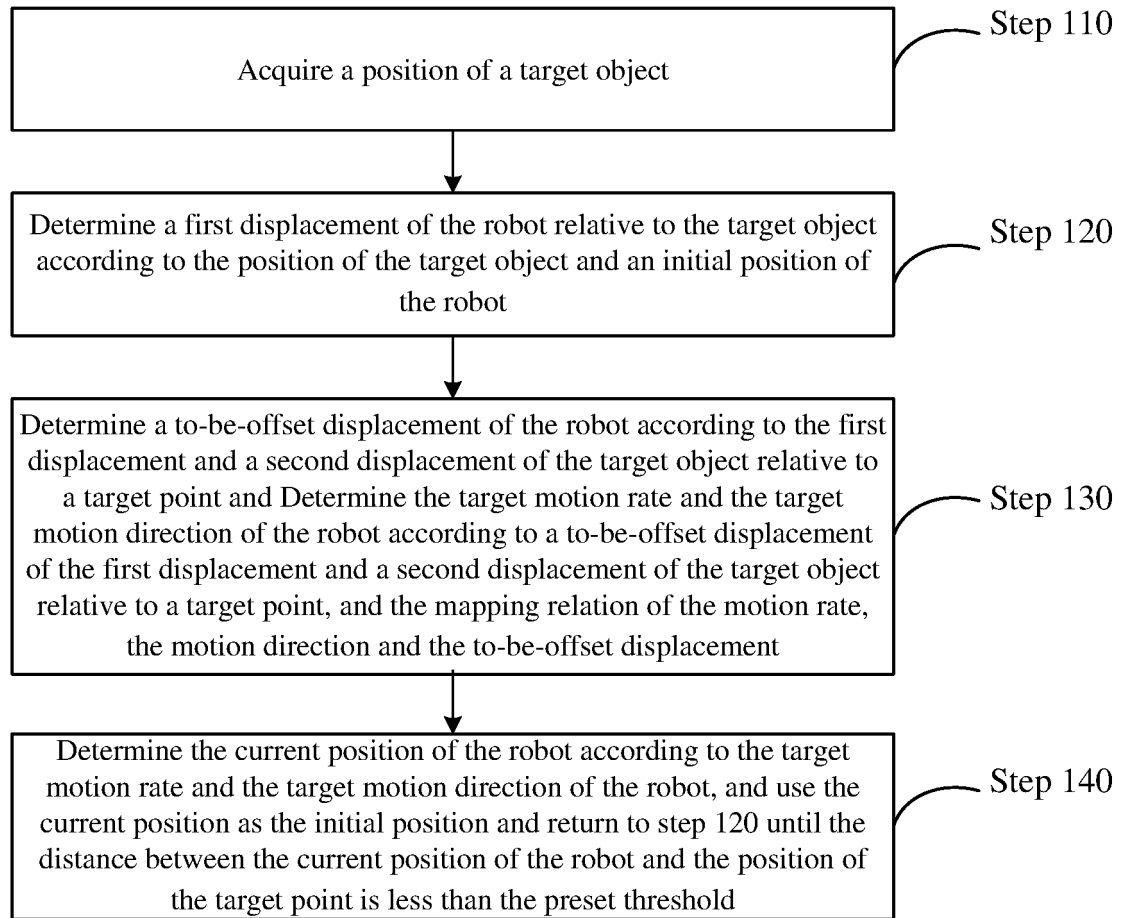 Step 110
Acquire a position of a target object
Determine a first displacement of the robot relative to the target object
according to the position of the target object and an initial position of
the robot
Step 120
Determine a to-be-offset displacement of the robot according to the first
displacement and a second displacement of the target object relative to
a target point and Determine the target motion rate and the target
motion direction of the robot according to a to-be-offset displacement
of the first displacement and a second displacement of the target object
relative to a target point, and the mapping relation of the motion rate,
the motion direction and the to-be-offset displacement
Step 130
Determine the current position of the robot according to the target
motion rate and the target motion direction of the robot, and use the
current position as the initial position and return to step 120 until the
distance between the current position of the robot and the position of
the target point is less than the preset threshold
Step 140